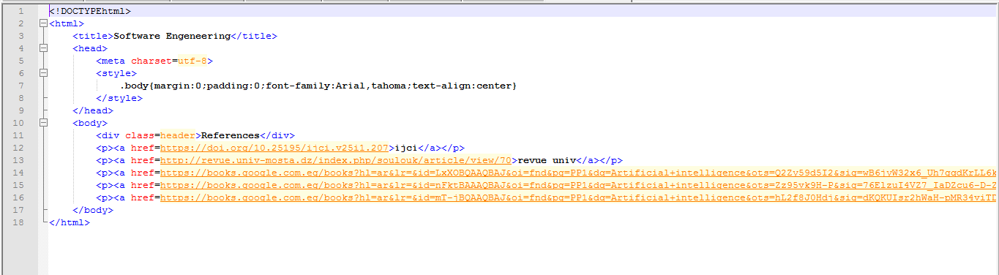 1 <!DOCTYPEhtml>
2 <html>
3 <title>Software Engeneering</title>
4 <head>
5 <meta charset=utf-8>
6 <style>
7 .body{margin:0;padding:0;font-family:Arial,tahoma;text-align:center}
8 </style>
9 </head>
10 <body>
11 <div class=header>References</div>
12 <p><a href=https://doi.org/10.25195/ijci.v25i1.207>ijci</a></p>
13 <p><a href=http://revue.univ-mosta.dz/index.php/soulouk/article/view/70>revue univ</a></p>
14 <p><a href=https://books.google.com.eg/books?hl=ar&lr=&id=LxXOBQAAQBAJ&oi=fnd&pg=PP1&dq=Artificial+intelligence&ots=Q2Zy59d5I2&sig=wB6jyW32x6_Uh7ggdKrLL6k
15 <p><a href=https://books.google.com.eg/books?hl=ar&lr=&id=nFktBAAAQBAJ&oi=fnd&pg=PP1&dq=Artificial+intelligence&ots=Zz95vk9H-P&sig=76ElzuI4VZ7_IaDZcu6-D-Z
16 <p><a href=https://books.google.com.eg/books?hl=ar&lr=&id=mT-jBQAAQBAJ&oi=fnd&pg=PP1&dq=Artificial+intelligence&ots=hL2f8J0Hdj&sig=dKQKUIsr2hWaH-pMR34viTD
17 </body>
18 </html>